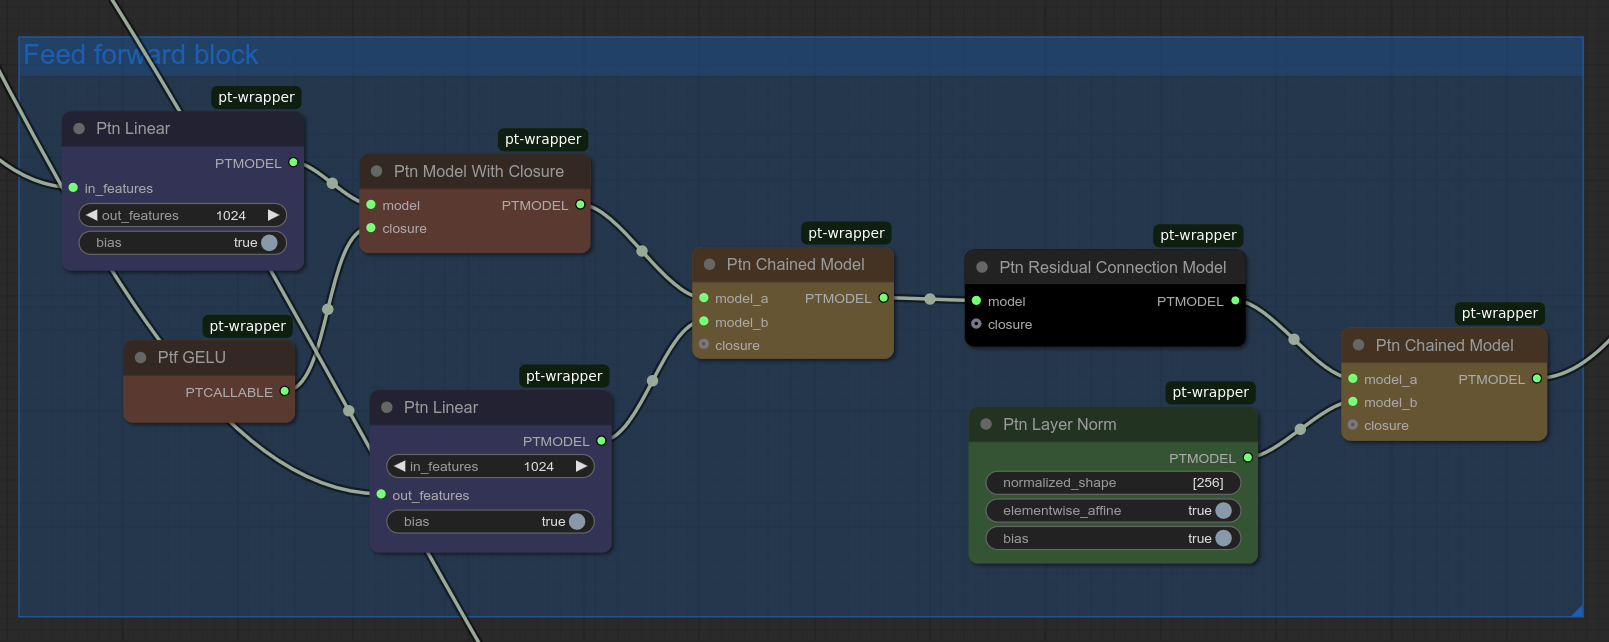 Feed forward block
pt-wrapper
Ptn Linear
PTMODEL
in_features
out_features 1024
bias true
pt-wrapper
Ptn Model With Closure
model PTMODEL
closure
pt-wrapper
Ptf GELU
PTCALLABLE
pt-wrapper
Ptn Linear
PTMODEL
in_features 1024
out_features
bias true
pt-wrapper
Ptn Chained Model
model_a PTMODEL
model_b
closure
pt-wrapper
Ptn Residual Connection Model
model PTMODEL
closure
pt-wrapper
Ptn Layer Norm
PTMODEL
normalized_shape [256]
elementwise_affine true
bias true
pt-wrapper
Ptn Chained Model
model_a PTMODEL
model_b
closure